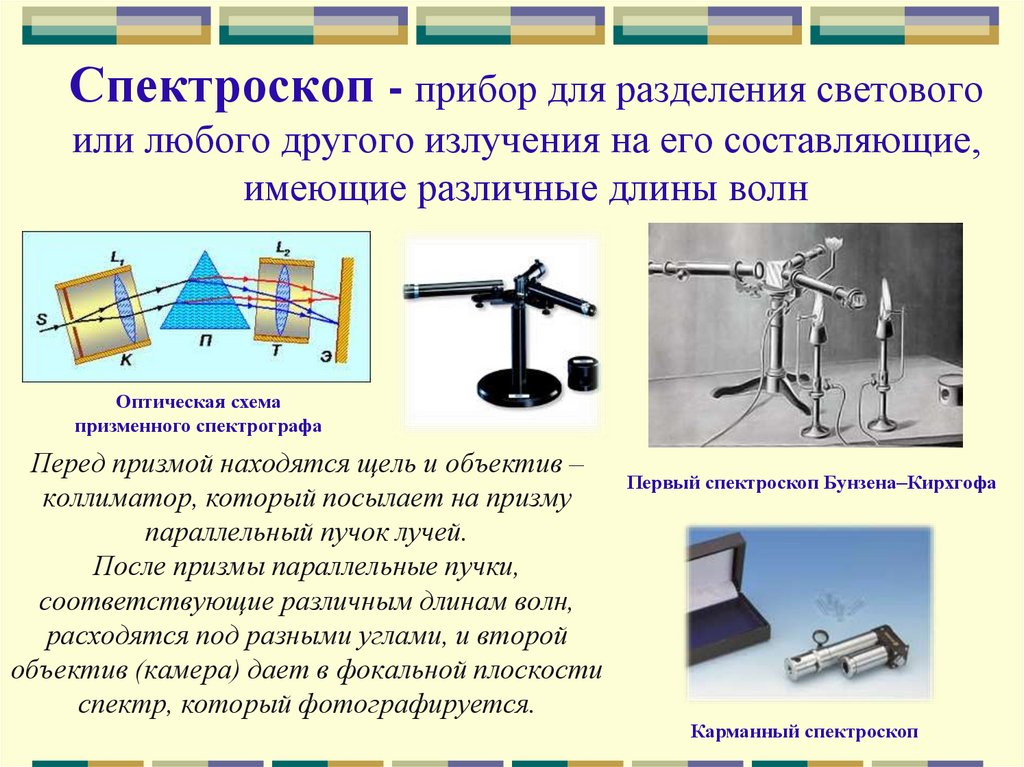 Спектроскоп - прибор для разделения светового
или любого другого излучения на его составляющие,
имеющие различные длины волн
S
L1
К
П
L2
Т
Э
Оптическая схема
призменного спектрографа
Перед призмой находятся щель и объектив –
коллиматор, который посылает на призму
параллельный пучок лучей.
После призмы параллельные пучки,
соответствующие различным длинам волн,
расходятся под разными углами, и второй
объектив (камера) дает в фокальной плоскости
спектр, который фотографируется.
Первый спектроскоп Бунзена–Кирхгофа
Карманный спектроскоп